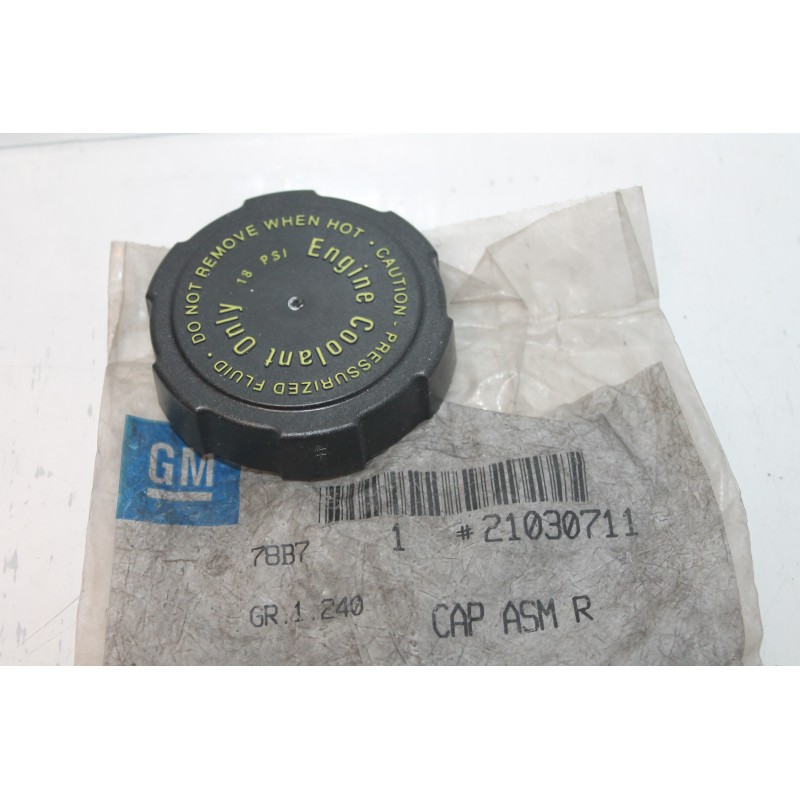 DO NOT REMOVE WHEN HOT • CAUTION - PRESSURIZED FLUID •
18 PSI
Engine Coolant Only
GM
78B7 1 #21030711
GR.1.240 CAP ASM R